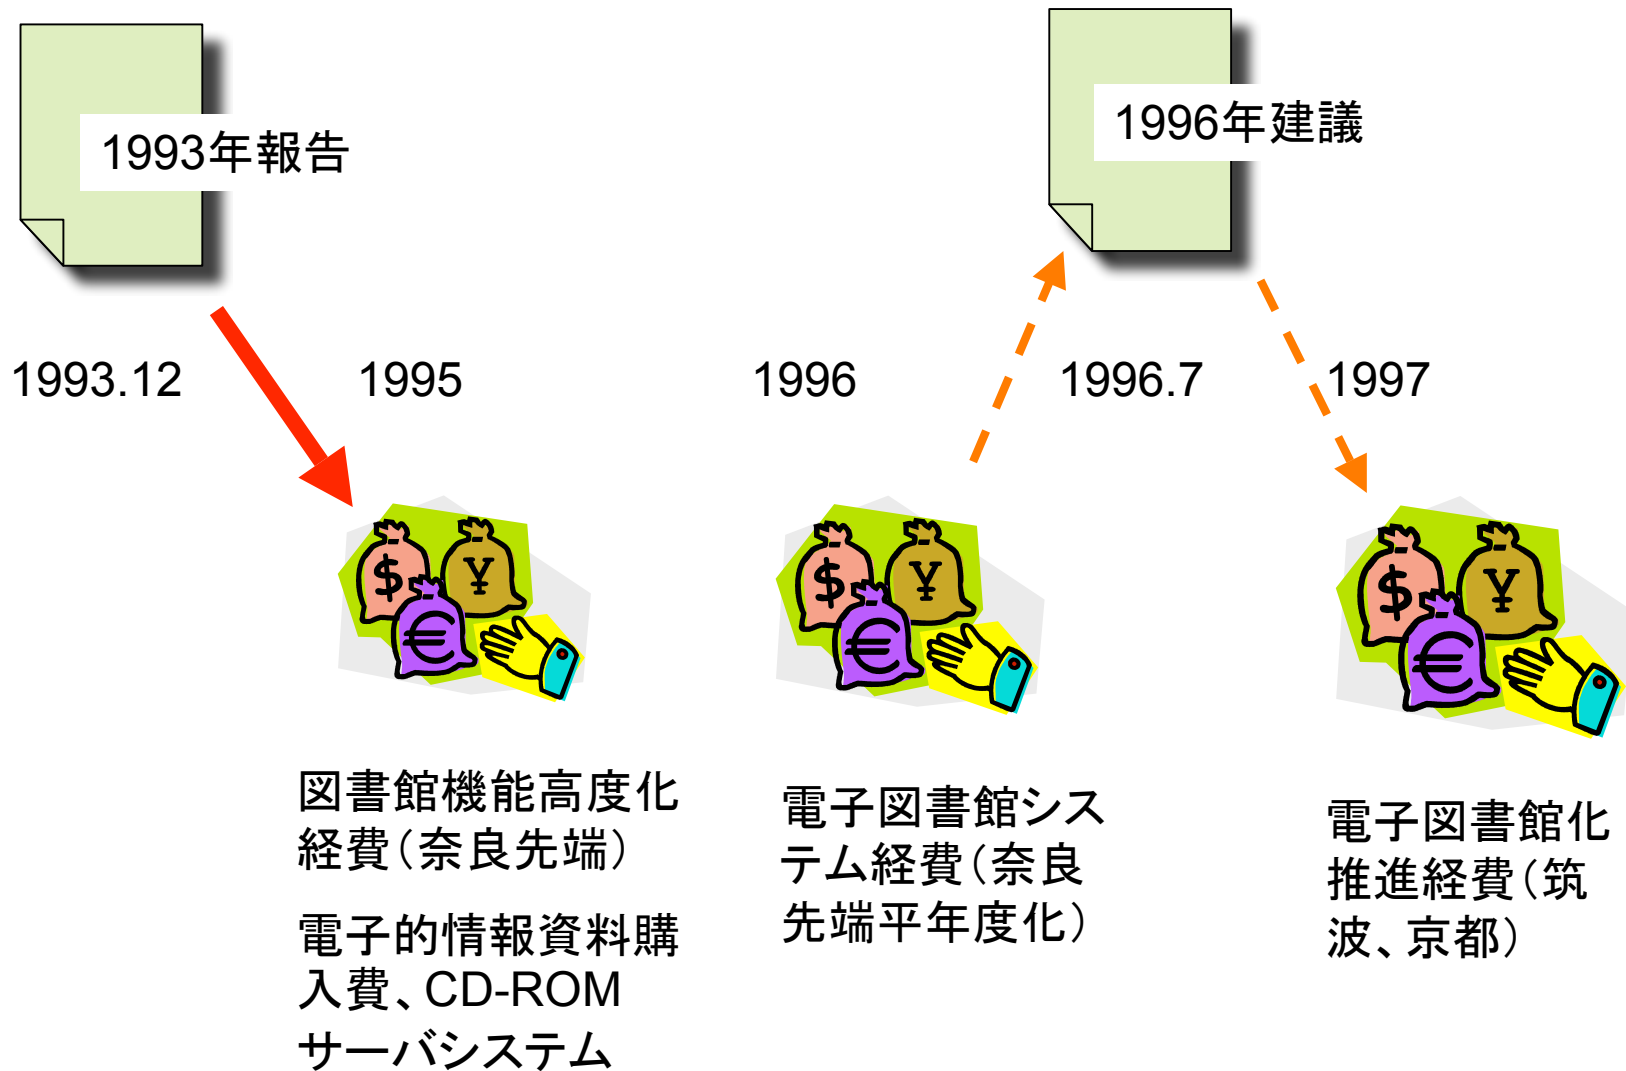 1993年報告
1996年建議
1993.12
1995
1996
1996.7
1997
$
¥
€
$
¥
€
$
¥
€
図書館機能高度化
経費(奈良先端)
電子的情報資料購
入費、CD-ROM
サーバシステム
電子図書館シス
テム経費(奈良
先端平年度化)
電子図書館化
推進経費(筑
波、京都)